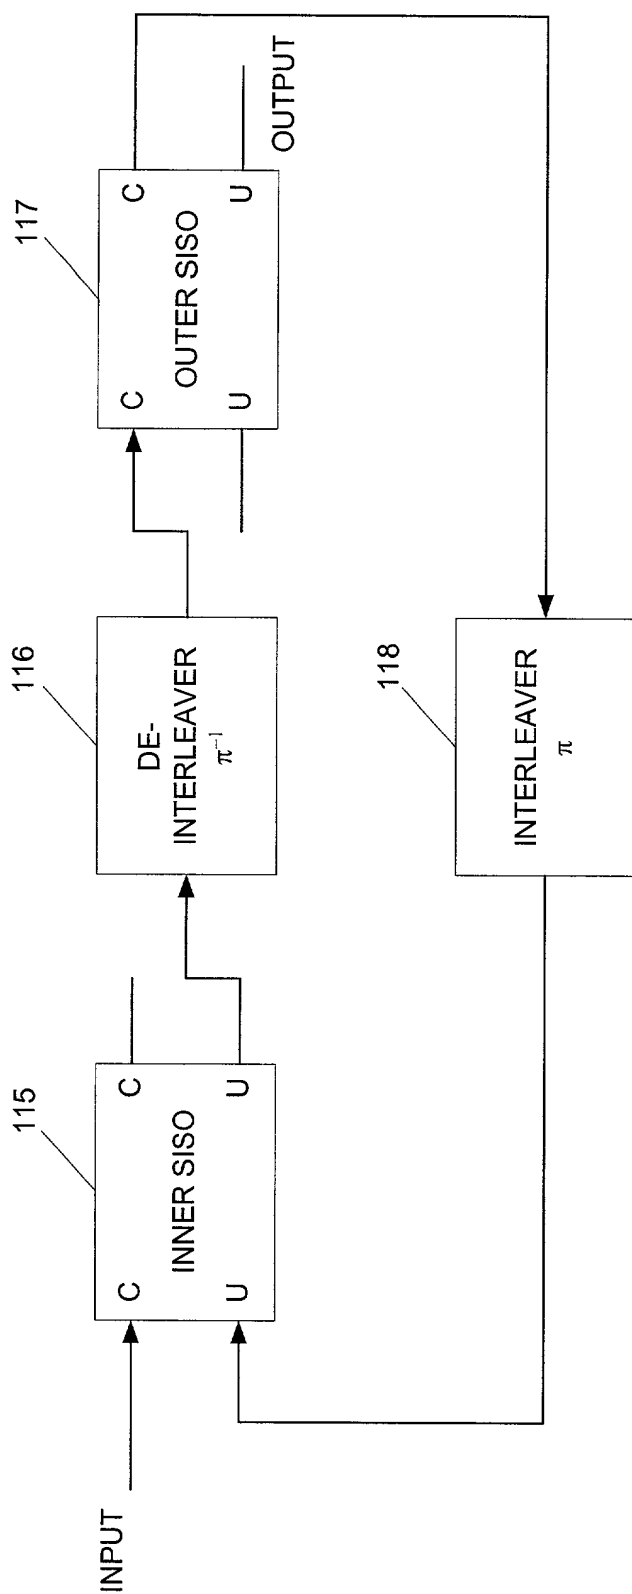 INPUT
115
C
C
INNER SISO
U
U
116
DE-
INTERLEAVER
π⁻¹
117
C
C
OUTER SISO
U
U
OUTPUT
118
INTERLEAVER
π